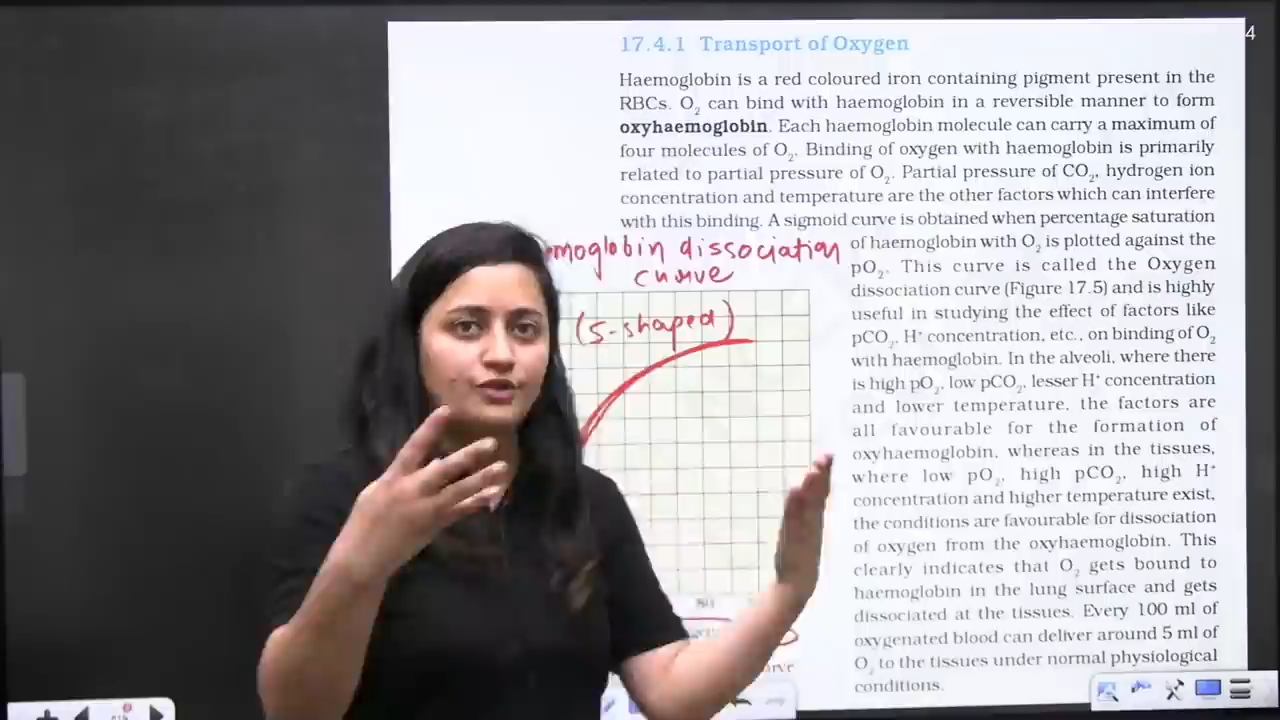 4
17.4.1 Transport of Oxygen
Haemoglobin is a red coloured iron containing pigment present in the
RBCs. O₂ can bind with haemoglobin in a reversible manner to form
oxyhaemoglobin. Each haemoglobin molecule can carry a maximum of
four molecules of O₂. Binding of oxygen with haemoglobin is primarily
related to partial pressure of O₂. Partial pressure of CO₂, hydrogen ion
concentration and temperature are the other factors which can interfere
with this binding. A sigmoid curve is obtained when percentage saturation
of haemoglobin with O₂ is plotted against the
pO₂. This curve is called the Oxygen
dissociation curve (Figure 17.5) and is highly
useful in studying the effect of factors like
pCO₂, H⁺ concentration, etc., on binding of O₂
with haemoglobin. In the alveoli, where there
is high pO₂, low pCO₂, lesser H⁺ concentration
and lower temperature, the factors are
all favourable for the formation of
oxyhaemoglobin, whereas in the tissues,
where low pO₂, high pCO₂, high H⁺
concentration and higher temperature exist,
the conditions are favourable for dissociation
of oxygen from the oxyhaemoglobin. This
clearly indicates that O₂ gets bound to
haemoglobin in the lung surface and gets
dissociated at the tissues. Every 100 ml of
oxygenated blood can deliver around 5 ml of
O₂ to the tissues under normal physiological
conditions.
moglobin dissociation
curve
(S-shaped)
80